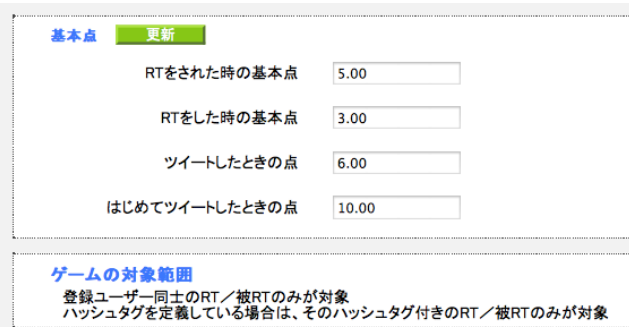 基本点 更新
RTをされた時の基本点 5.00
RTをした時の基本点 3.00
ツイートしたときの点 6.00
はじめてツイートしたときの点 10.00
ゲームの対象範囲
登録ユーザー同士のRT／被RTのみが対象
ハッシュタグを定義している場合は、そのハッシュタグ付きのRT／被RTのみが対象